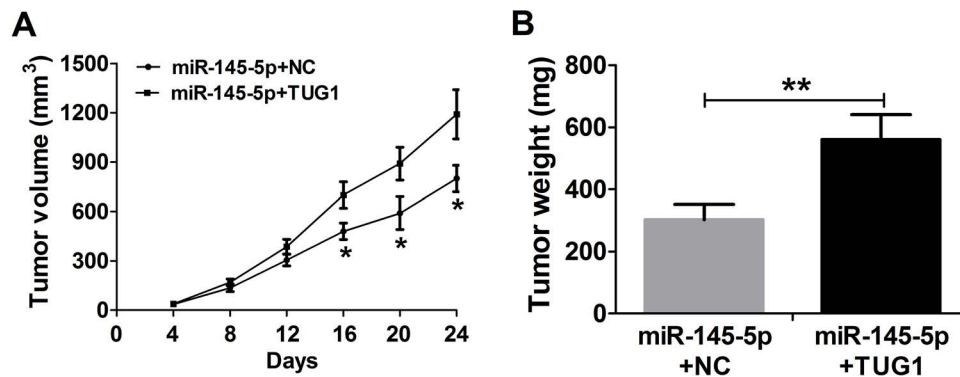 A
Tumor volume (mm³)
1500
1200
900
600
300
0
miR-145-5p+NC
miR-145-5p+TUG1
*
*
*
0 4 8 12 16 20 24
Days
B
Tumor weight (mg)
800
600
400
200
0
**
miR-145-5p
+NC
miR-145-5p
+TUG1